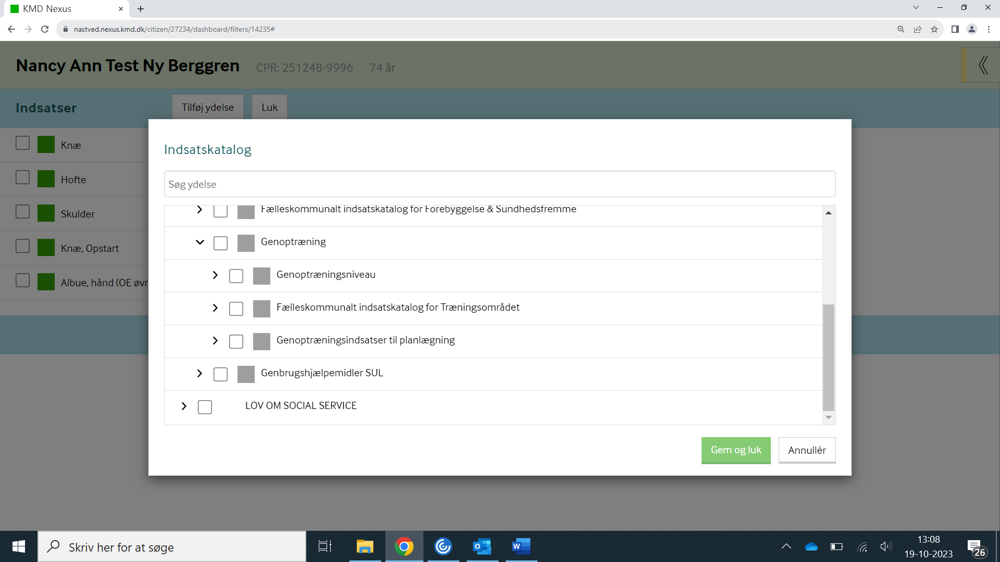 KMD Nexus
nastved.nexus.kmd.dk/citizen/27234/dashboard/filters/14235#
Nancy Ann Test Ny Berggren CPR: 251248-9996 74 år
Indsatser Tilføj ydelse Luk
Knæ
Hofte
Skulder
Knæ, Opstart
Albue, hånd (OE øvr
Indsatskatalog
Søg ydelse
Fælleskommunalt indsatskatalog for Forebyggelse & Sundhedsfremme
Genoptræning
Genoptræningsniveau
Fælleskommunalt indsatskatalog for Træningsområdet
Genoptræningsindsatser til planlægning
Genbrugshjælpemidler SUL
LOV OM SOCIAL SERVICE
Gem og luk Annullér
Skriv her for at søge
13:08
19-10-2023
26